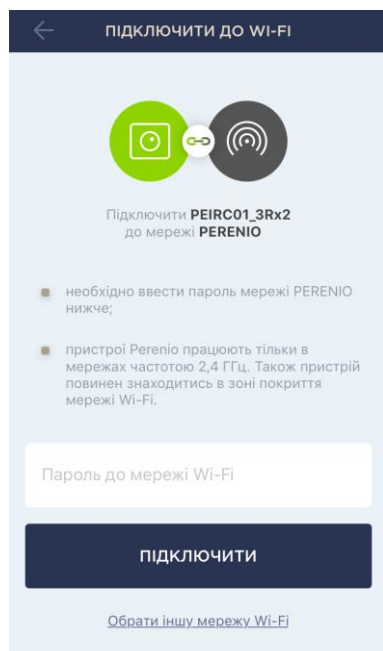 ПІДКЛЮЧИТИ ДО WI-FI
Підключити PEIRC01_3Rx2
до мережі PERENIO
необхідно ввести пароль мережі PERENIO
нижче;
пристрої Perenio працюють тільки в
мережах частотою 2,4 ГГц. Також пристрій
повинен знаходитись в зоні покриття
мережі Wi-Fi.
Пароль до мережі Wi-Fi
ПІДКЛЮЧИТИ
Обрати іншу мережу Wi-Fi